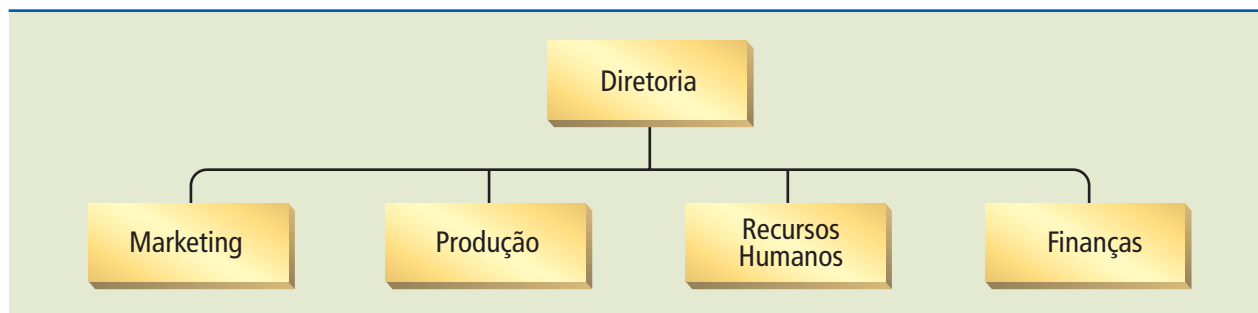 Diretoria
Marketing
Produção
Recursos
Humanos
Finanças